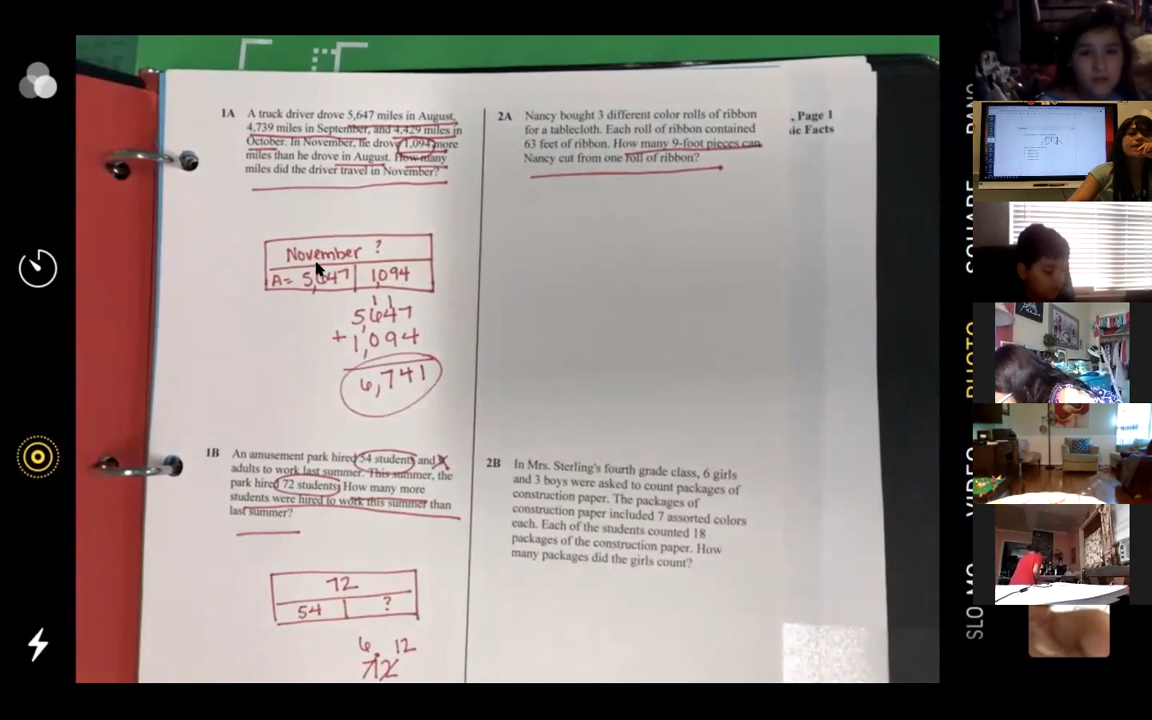 1A A truck driver drove 5,647 miles in August,
4,739 miles in September, and 4,429 miles in
October. In November, he drove 1,094 more
miles than he drove in August. How many
miles did the driver travel in November?
November ?
A= 5,647 1,094
1 1
5,647
+ 1,094
6,741
1B An amusement park hired 54 students and
adults to work last summer. This summer, the
park hired 72 students. How many more
students were hired to work this summer than
last summer?
72
54 ?
6 12
72
2A Nancy bought 3 different color rolls of ribbon
for a tablecloth. Each roll of ribbon contained
63 feet of ribbon. How many 9-foot pieces can
Nancy cut from one roll of ribbon?
2B In Mrs. Sterling's fourth grade class, 6 girls
and 3 boys were asked to count packages of
construction paper. The packages of
construction paper included 7 assorted colors
each. Each of the students counted 18
packages of the construction paper. How
many packages did the girls count?
, Page 1
ic Facts
SQUARE
PHOTO
VIDEO
SLO-MO